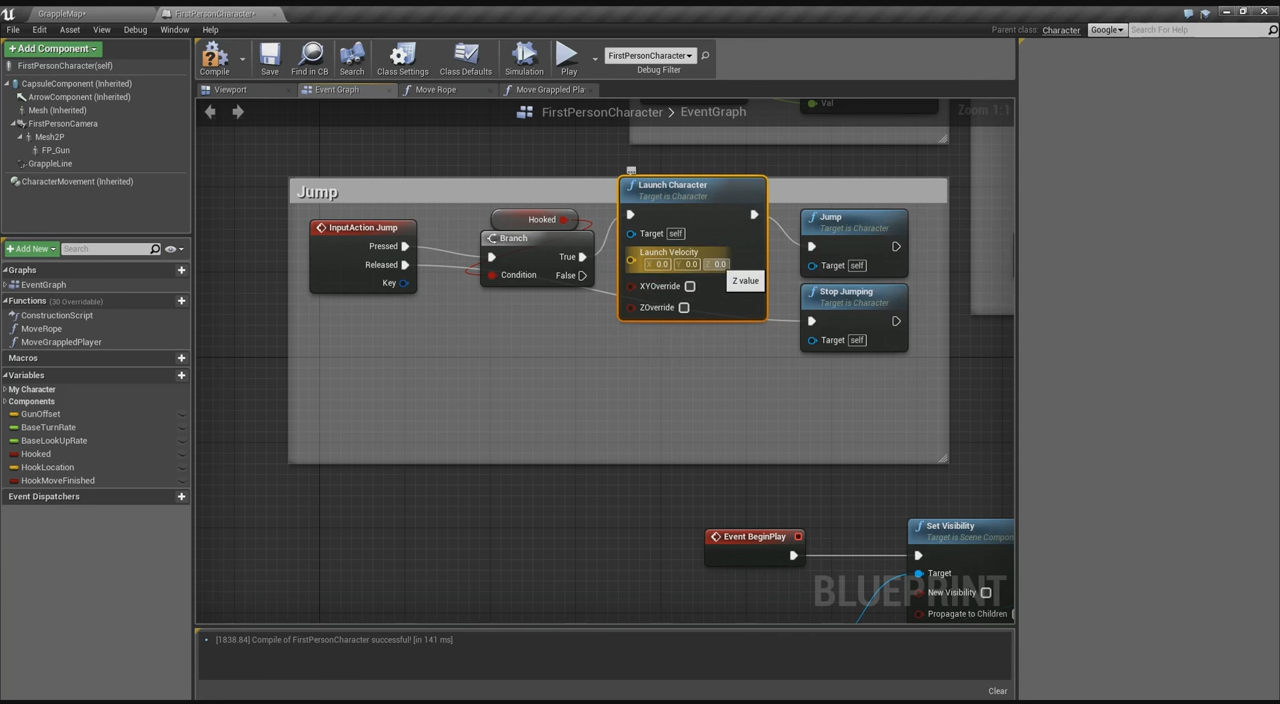 GrappleMap*
FirstPersonCharacter*
File Edit Asset View Debug Window Help
Parent class: Character Google Search For Help
+Add Component
FirstPersonCharacter(self)
CapsuleComponent (Inherited)
ArrowComponent (Inherited)
Mesh (Inherited)
FirstPersonCamera
Mesh2P
FP_Gun
GrappleLine
CharacterMovement (Inherited)
+Add New Search
Graphs
EventGraph
Functions (30 Overridable)
ConstructionScript
MoveRope
MoveGrappledPlayer
Macros
Variables
My Character
Components
GunOffset
BaseTurnRate
BaseLookUpRate
Hooked
HookLocation
HookMoveFinished
Event Dispatchers
Compile Save Find in CB Search Class Settings Class Defaults Simulation Play
FirstPersonCharacter
Debug Filter
Viewport Event Graph Move Rope Move Grappled Pla
FirstPersonCharacter > EventGraph
Zoom 1:1
Val
Jump
InputAction Jump
Pressed
Released
Key
Hooked
Branch
True
Condition False
Launch Character
Target is Character
Target self
Launch Velocity
X 0.0 Y 0.0 Z 0.0
XYOverride
ZOverride
Z value
Jump
Target is Character
Target self
Stop Jumping
Target is Character
Target self
Event BeginPlay
Set Visibility
Target is Scene Compon
Target
New Visibility
Propagate to Children
BLUEPRINT
[1838.84] Compile of FirstPersonCharacter successful! [in 141 ms]
Clear